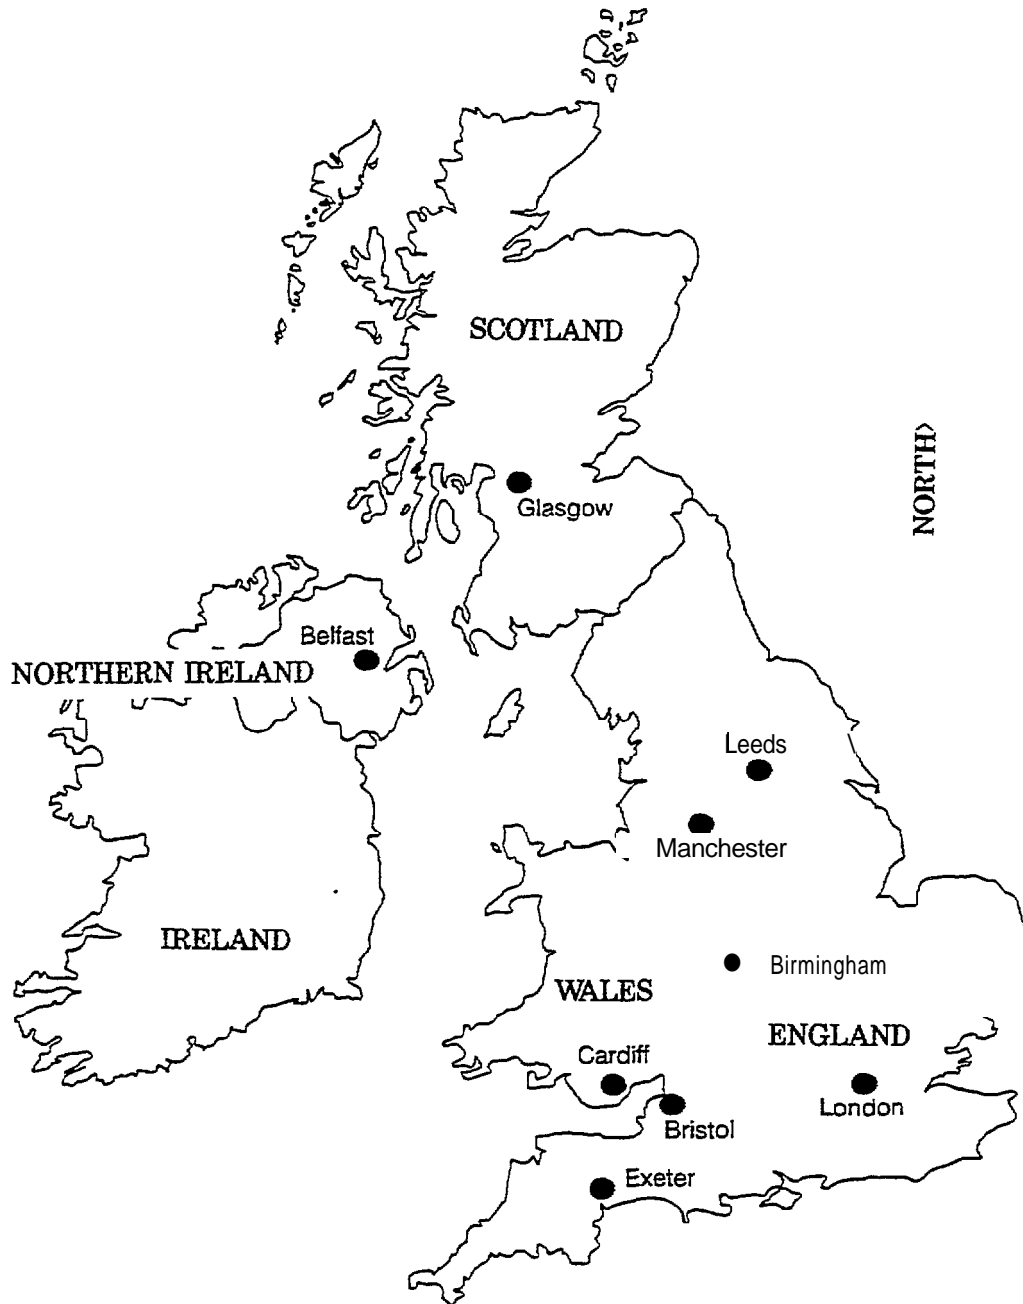 SCOTLAND
NORTH>
Glasgow
Belfast
NORTHERN IRELAND
Leeds
Manchester
IRELAND
Birmingham
WALES
ENGLAND
Cardiff
London
Bristol
Exeter